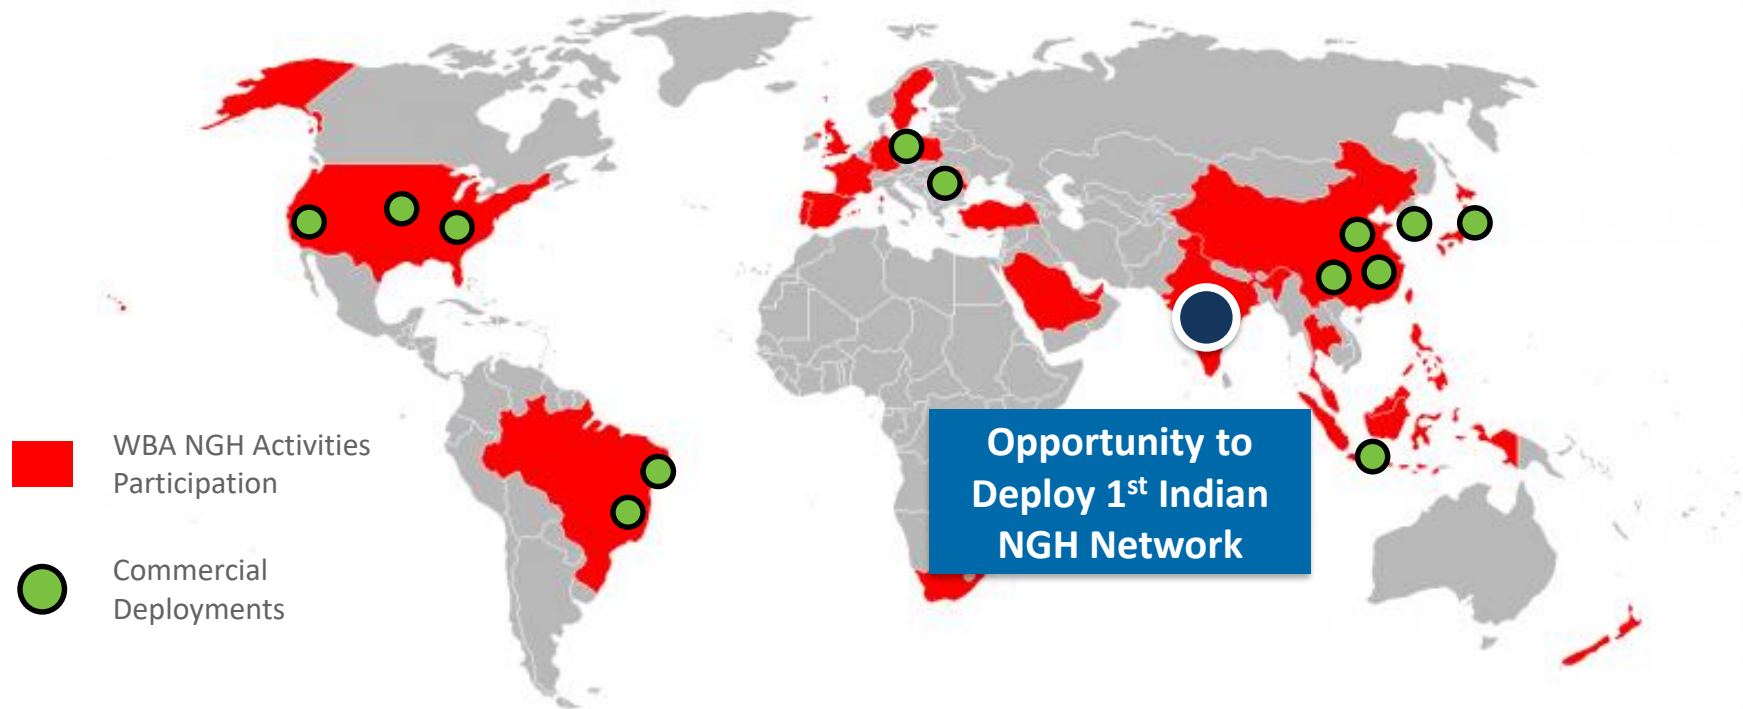 WBA NGH Activities
Participation
Commercial
Deployments
Opportunity to
Deploy 1st Indian
NGH Network